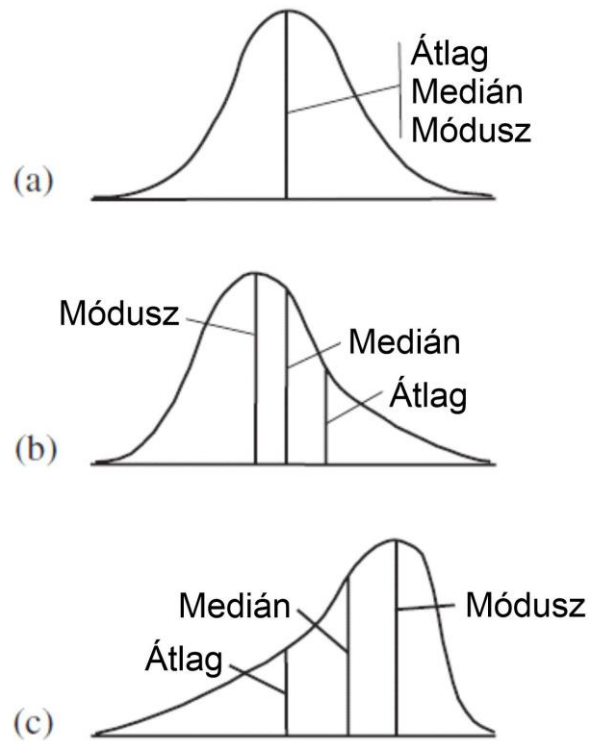 Átlag
Medián
Módusz
(a)
Módusz
Medián
Átlag
(b)
Medián
Módusz
Átlag
(c)